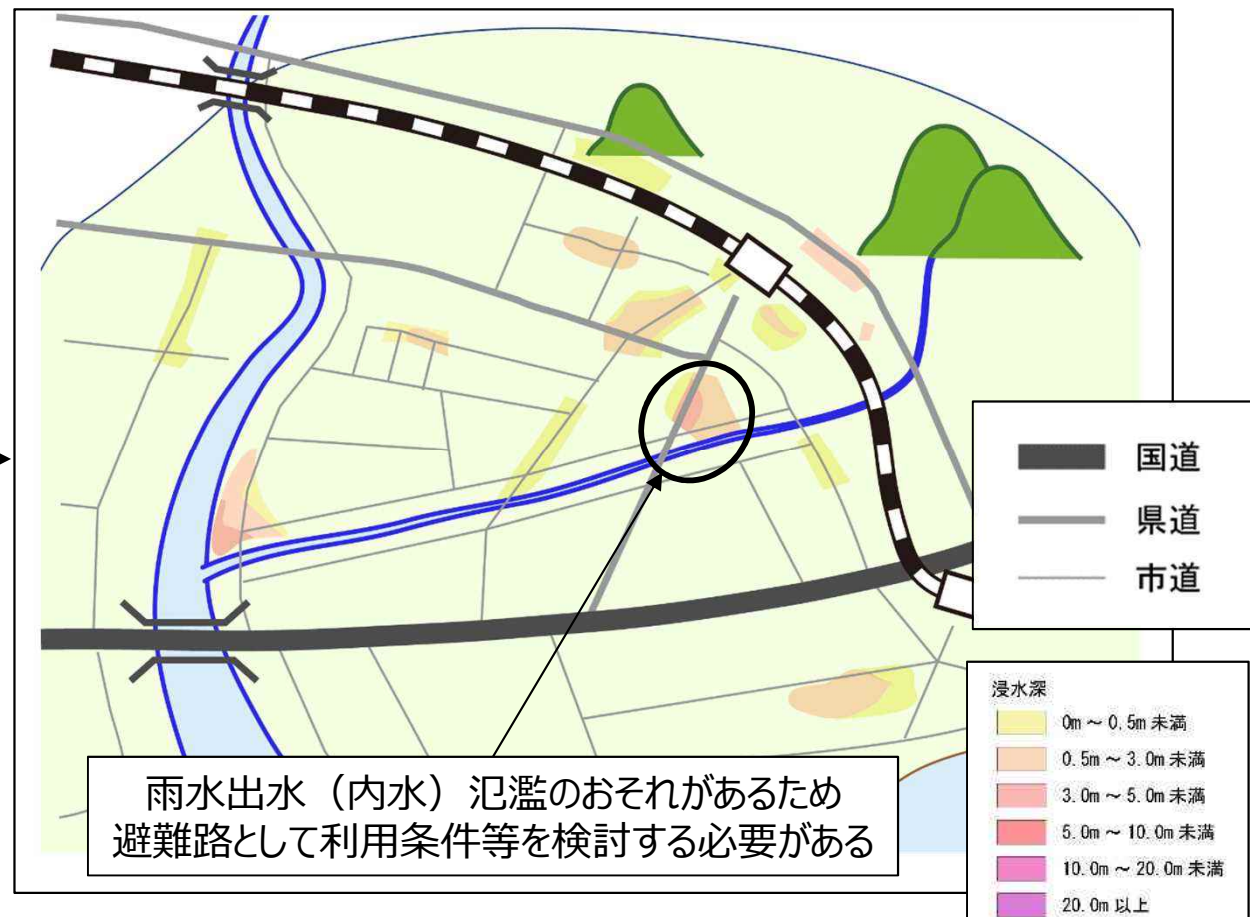 国道
県道
市道
浸水深
0m ～ 0.5m 未満
0.5m ～ 3.0m 未満
3.0m ～ 5.0m 未満
5.0m ～ 10.0m 未満
10.0m ～ 20.0m 未満
20.0m 以上
雨水出水（内水）氾濫のおそれがあるため
避難路として利用条件等を検討する必要がある